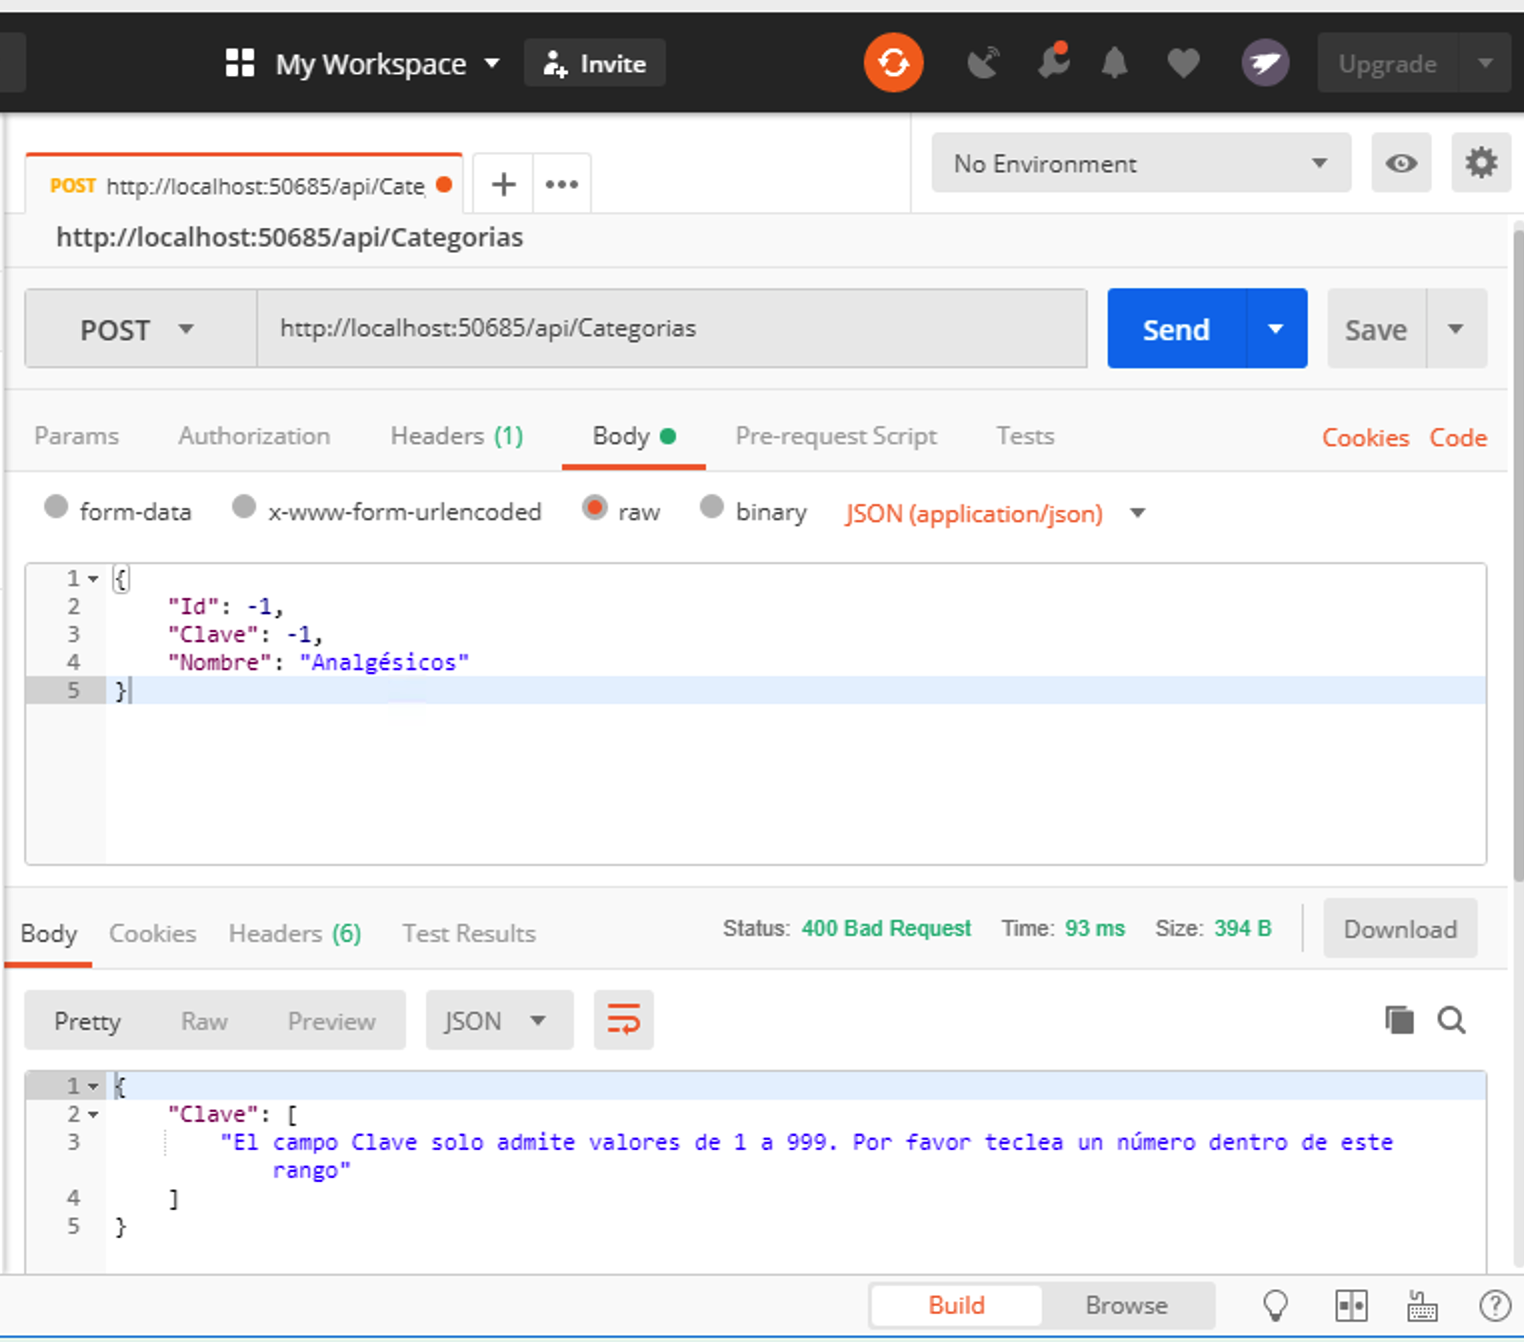 My Workspace
Invite
Upgrade
POST http://localhost:50685/api/Cate
No Environment
http://localhost:50685/api/Categorias
POST
http://localhost:50685/api/Categorias
Send
Save
Params
Authorization
Headers (1)
Body
Pre-request Script
Tests
Cookies
Code
form-data
x-www-form-urlencoded
raw
binary
JSON (application/json)
1 {
2 "Id": -1,
3 "Clave": -1,
4 "Nombre": "Analgésicos"
5 }
Body
Cookies
Headers (6)
Test Results
Status: 400 Bad Request
Time: 93 ms
Size: 394 B
Download
Pretty
Raw
Preview
JSON
1 {
2 "Clave": [
3 "El campo Clave solo admite valores de 1 a 999. Por favor teclea un número dentro de este
rango"
4 ]
5 }
Build
Browse